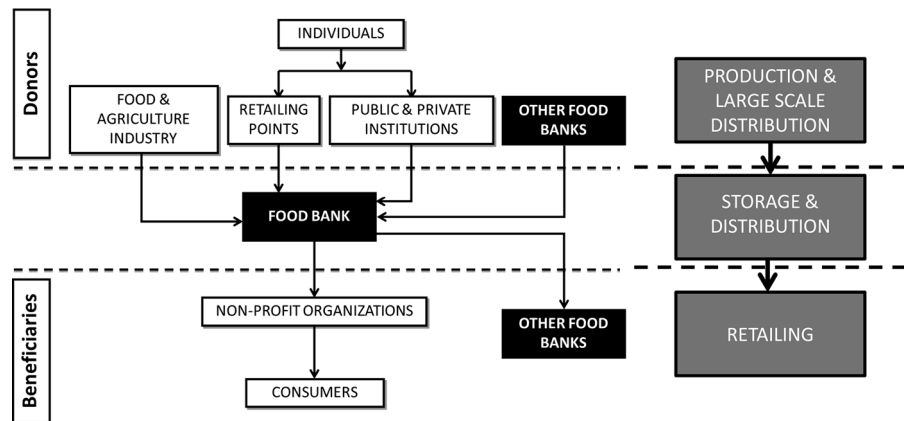 Donors
INDIVIDUALS
FOOD &
AGRICULTURE
INDUSTRY
RETAILING
POINTS
PUBLIC & PRIVATE
INSTITUTIONS
OTHER FOOD
BANKS
PRODUCTION &
LARGE SCALE
DISTRIBUTION
FOOD BANK
STORAGE &
DISTRIBUTION
Beneficiaries
NON-PROFIT ORGANIZATIONS
OTHER FOOD
BANKS
RETAILING
CONSUMERS